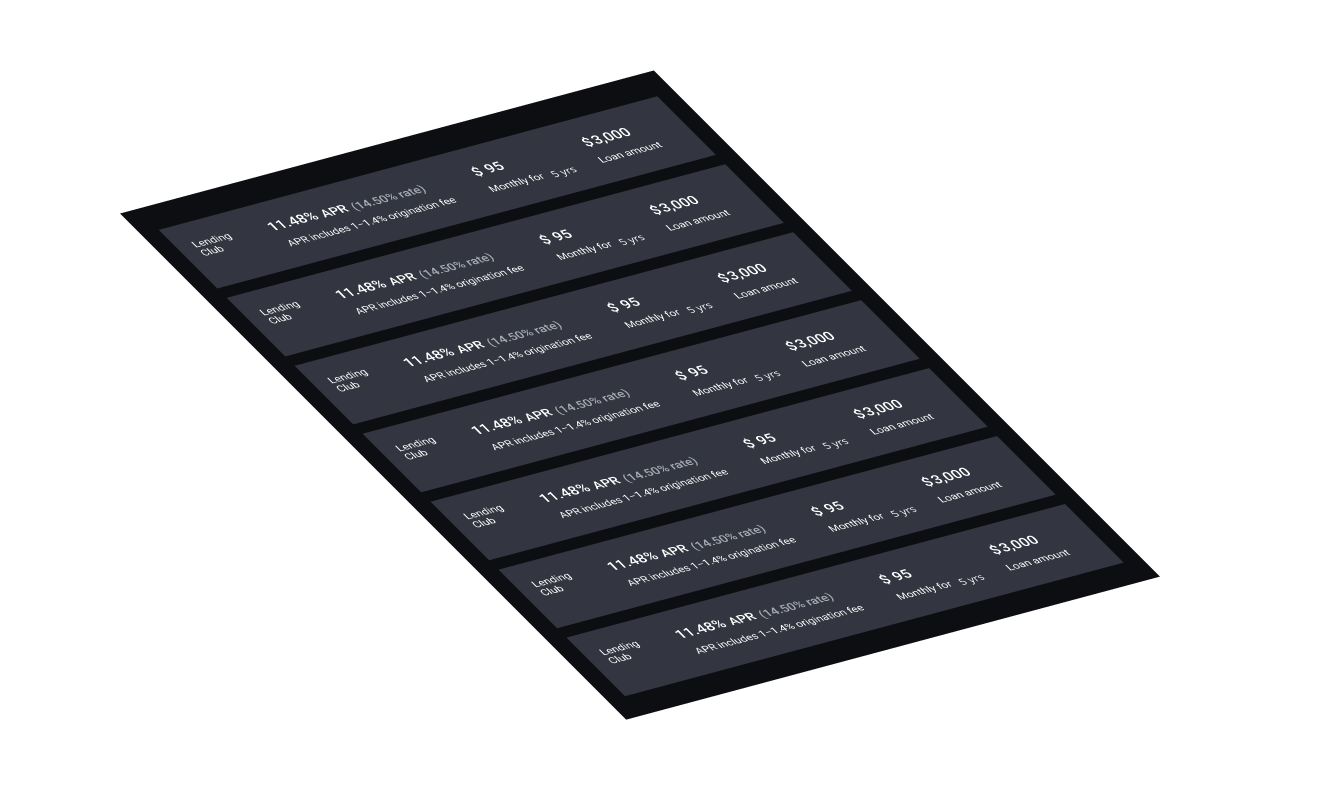 Lending
Club
11.48% APR (14.50% rate)
APR includes 1-1.4% origination fee
$ 95
Monthly for 5 yrs
$3,000
Loan amount
Lending
Club
11.48% APR (14.50% rate)
APR includes 1-1.4% origination fee
$ 95
Monthly for 5 yrs
$3,000
Loan amount
Lending
Club
11.48% APR (14.50% rate)
APR includes 1-1.4% origination fee
$ 95
Monthly for 5 yrs
$3,000
Loan amount
Lending
Club
11.48% APR (14.50% rate)
APR includes 1-1.4% origination fee
$ 95
Monthly for 5 yrs
$3,000
Loan amount
Lending
Club
11.48% APR (14.50% rate)
APR includes 1-1.4% origination fee
$ 95
Monthly for 5 yrs
$3,000
Loan amount
Lending
Club
11.48% APR (14.50% rate)
APR includes 1-1.4% origination fee
$ 95
Monthly for 5 yrs
$3,000
Loan amount
Lending
Club
11.48% APR (14.50% rate)
APR includes 1-1.4% origination fee
$ 95
Monthly for 5 yrs
$3,000
Loan amount